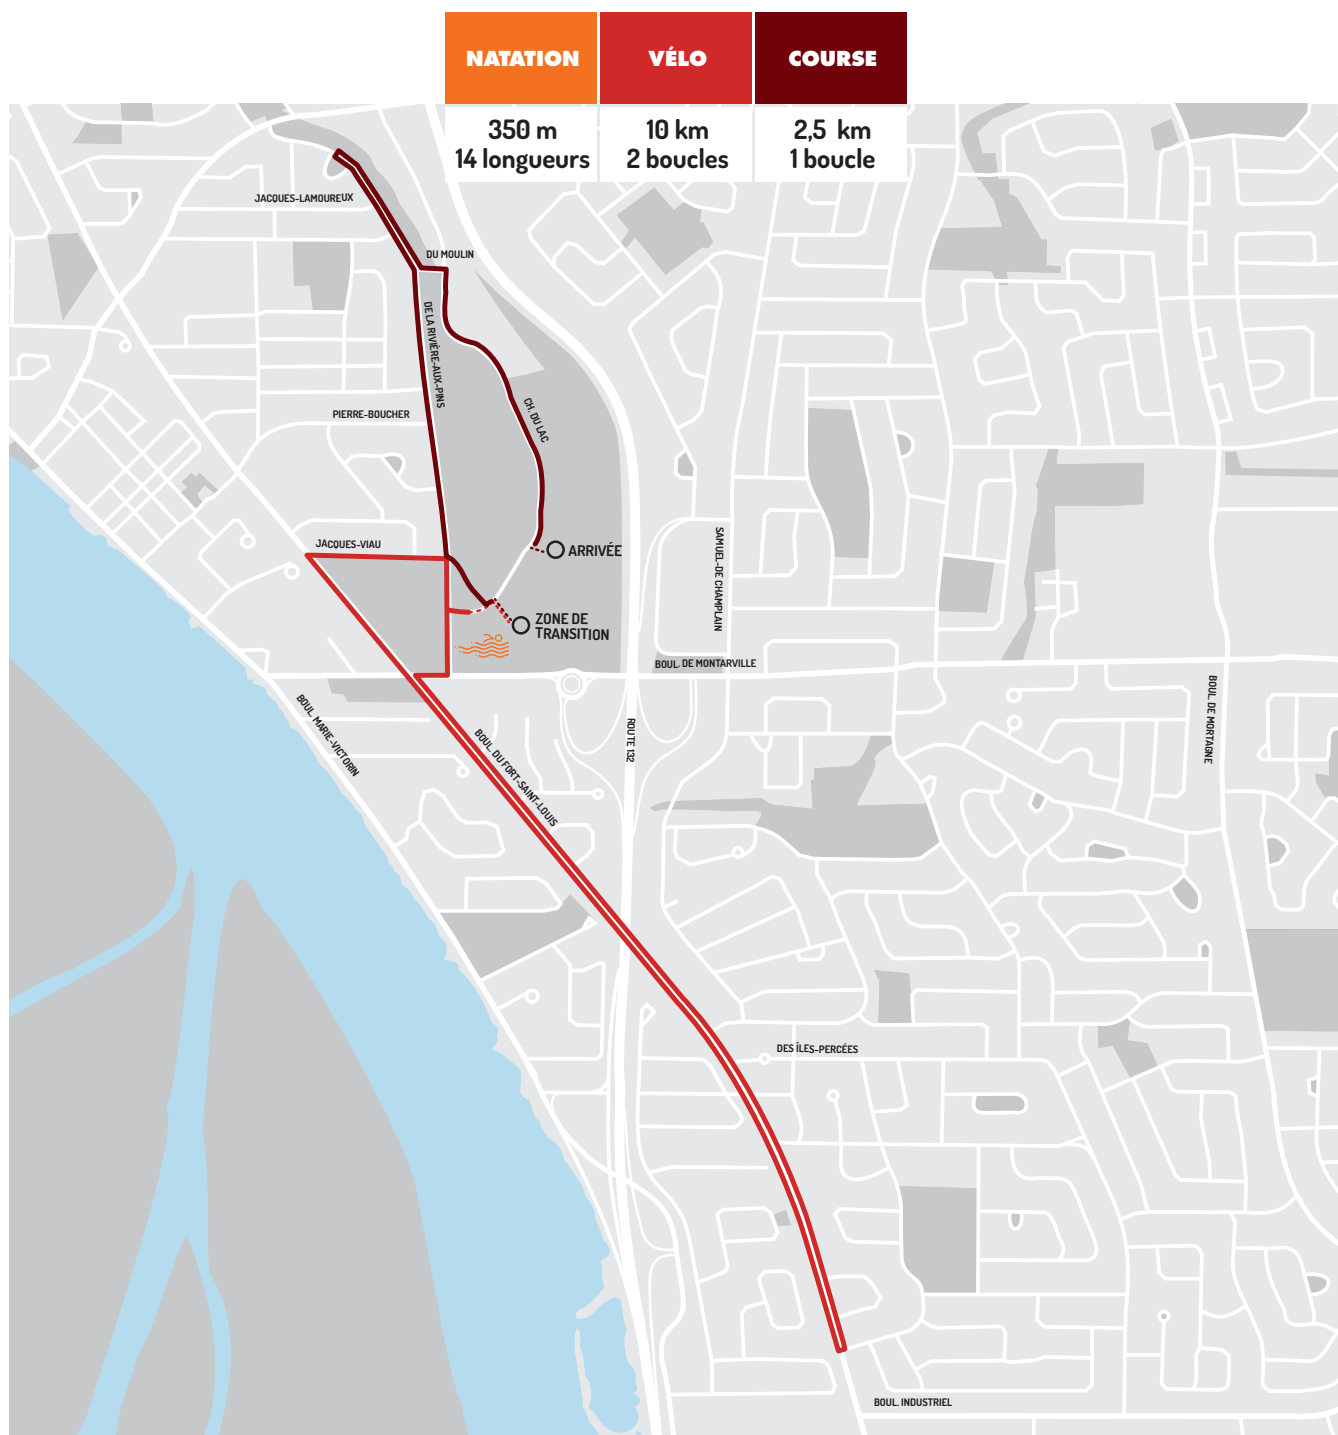 NATATION
VÉLO
COURSE
350 m
14 longueurs
10 km
2 boucles
2,5 km
1 boucle
JACQUES-LAMOUREUX
DU MOULIN
DE LA RIVIÈRE-AUX-PINS
PIERRE-BOUCHER
CH. DU LAC
JACQUES-VIAU
ARRIVÉE
ZONE DE
TRANSITION
SAMUEL-DE CHAMPLAIN
BOUL. DE MONTARVILLE
BOUL. MARIE-VICTORIN
BOUL. DU FORT-SAINT-LOUIS
ROUTE 132
BOUL. DE MORTAGNE
DES ÎLES-PERCÉES
BOUL. INDUSTRIEL